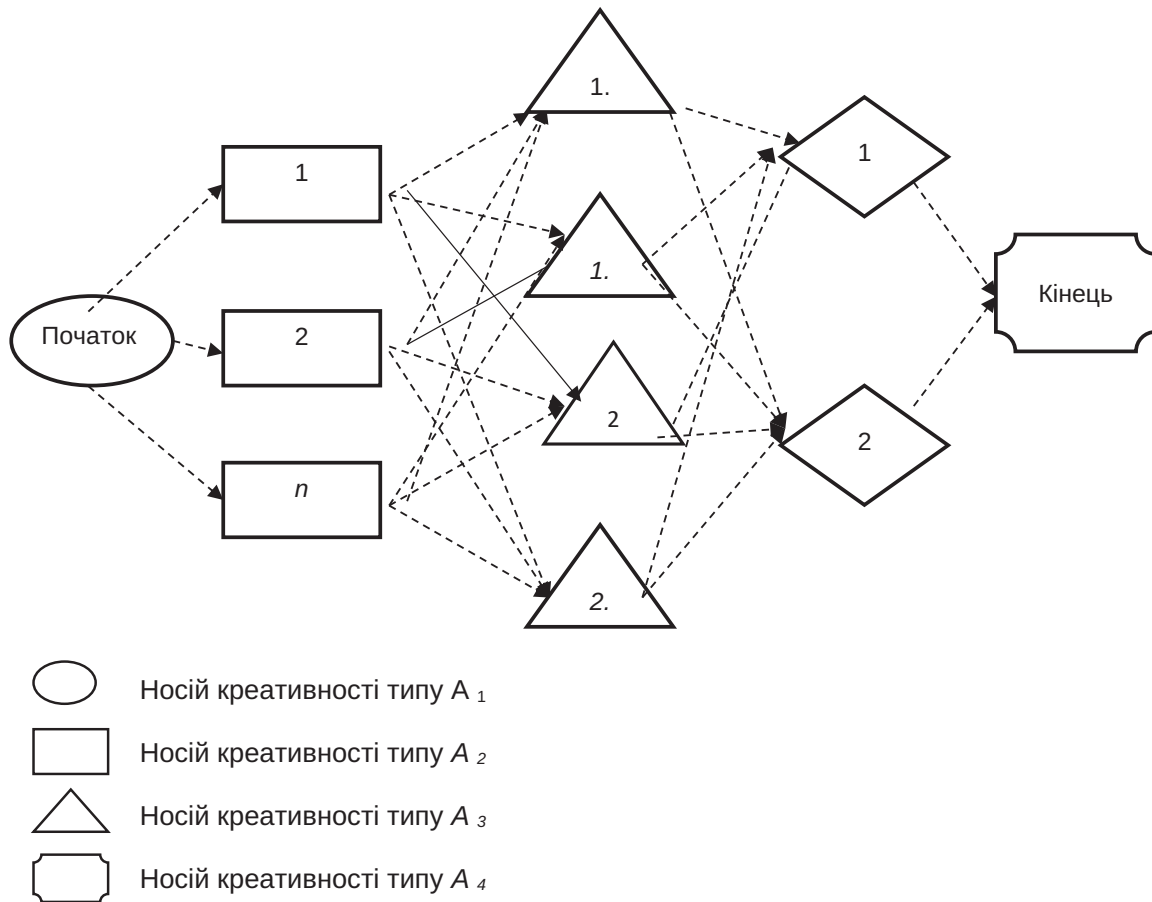 1.
1
1
1.
Кінець
Початок
2
2
2
n
2.
Носій креативності типу А 1
Носій креативності типу A 2
Носій креативності типу A 3
Носій креативності типу A 4